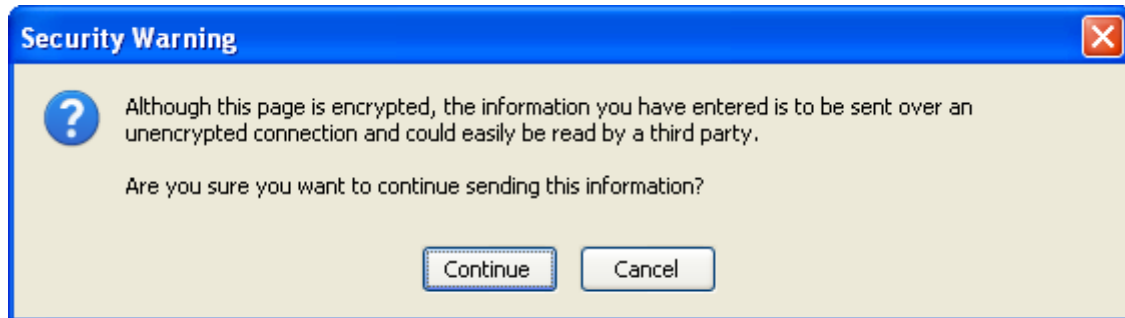 Security Warning
Although this page is encrypted, the information you have entered is to be sent over an
unencrypted connection and could easily be read by a third party.
Are you sure you want to continue sending this information?
Continue Cancel